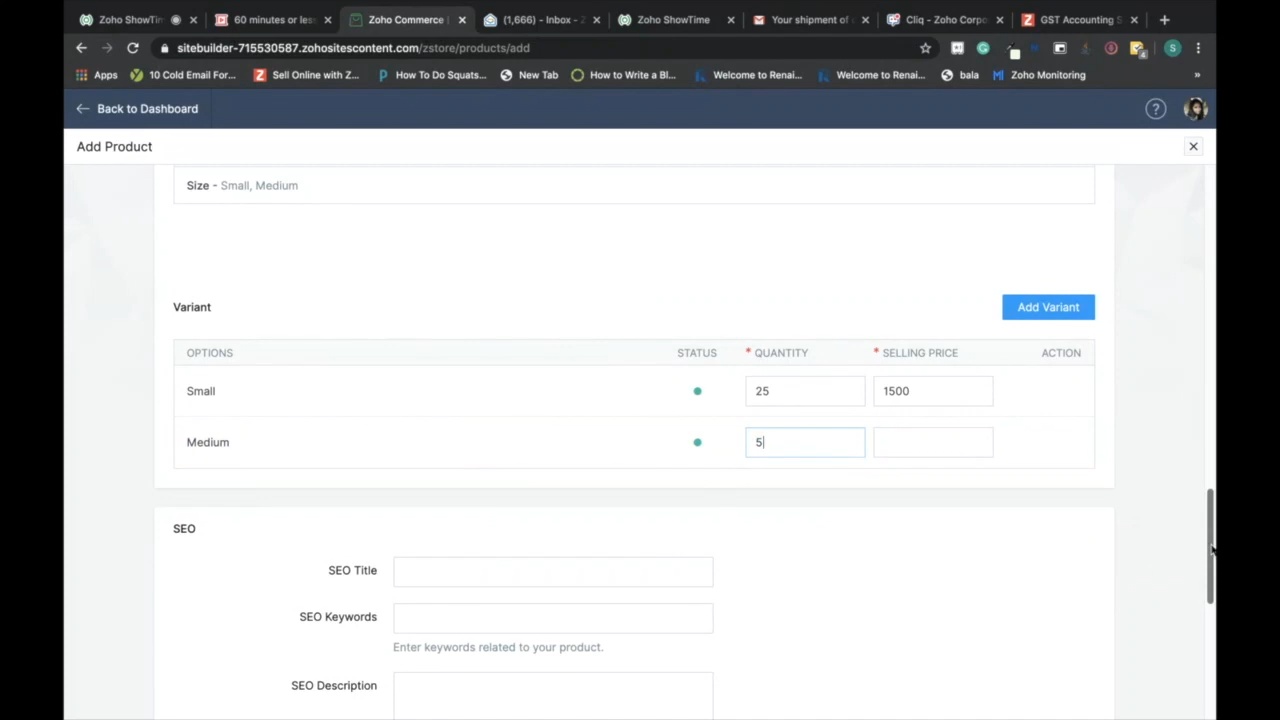 Zoho ShowTim
60 minutes or less
Zoho Commerce
(1,666) - Inbox - Z
Zoho ShowTime
Your shipment of
Cliq - Zoho Corpo
GST Accounting S
sitebuilder-715530587.zohositescontent.com/zstore/products/add
Apps
10 Cold Email For...
Sell Online with Z...
How To Do Squats...
New Tab
How to Write a Bl...
Welcome to Renai...
Welcome to Renai...
bala
Zoho Monitoring
»
Back to Dashboard
Add Product
Size - Small, Medium
Variant
Add Variant
OPTIONS STATUS * QUANTITY * SELLING PRICE ACTION
Small 25 1500
Medium 5
SEO
SEO Title
SEO Keywords
Enter keywords related to your product.
SEO Description